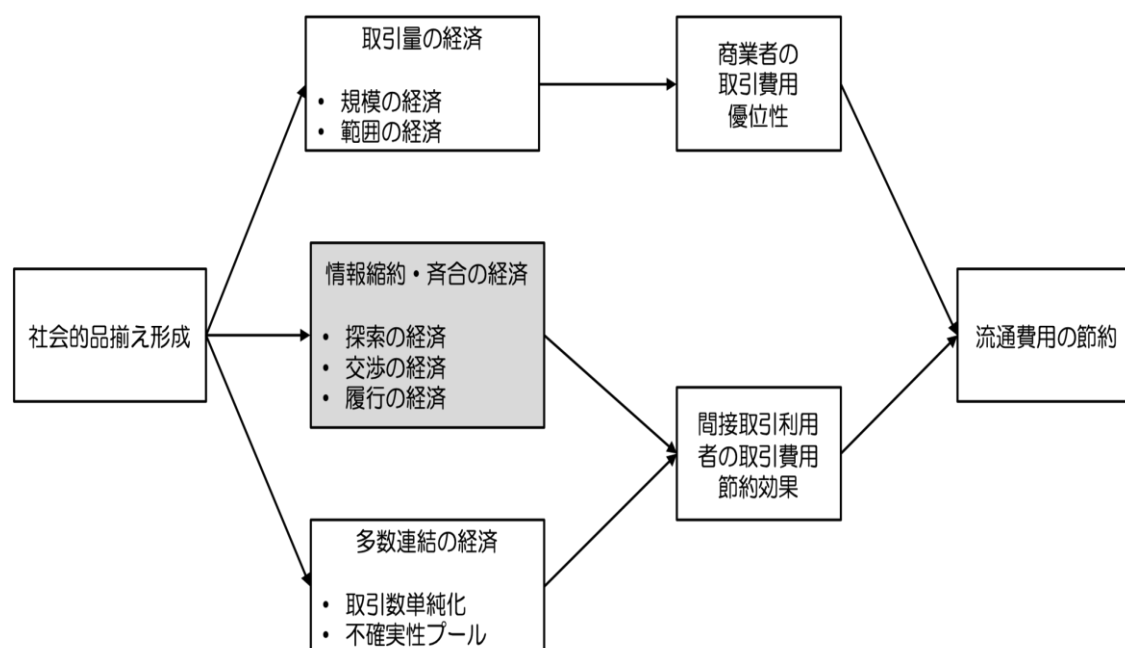 社会的品揃え形成
取引量の経済
• 規模の経済
• 範囲の経済
情報縮約・斉合の経済
• 探索の経済
• 交渉の経済
• 履行の経済
多数連結の経済
• 取引数単純化
• 不確実性プール
商業者の
取引費用
優位性
間接取引利用
者の取引費用
節約効果
流通費用の節約